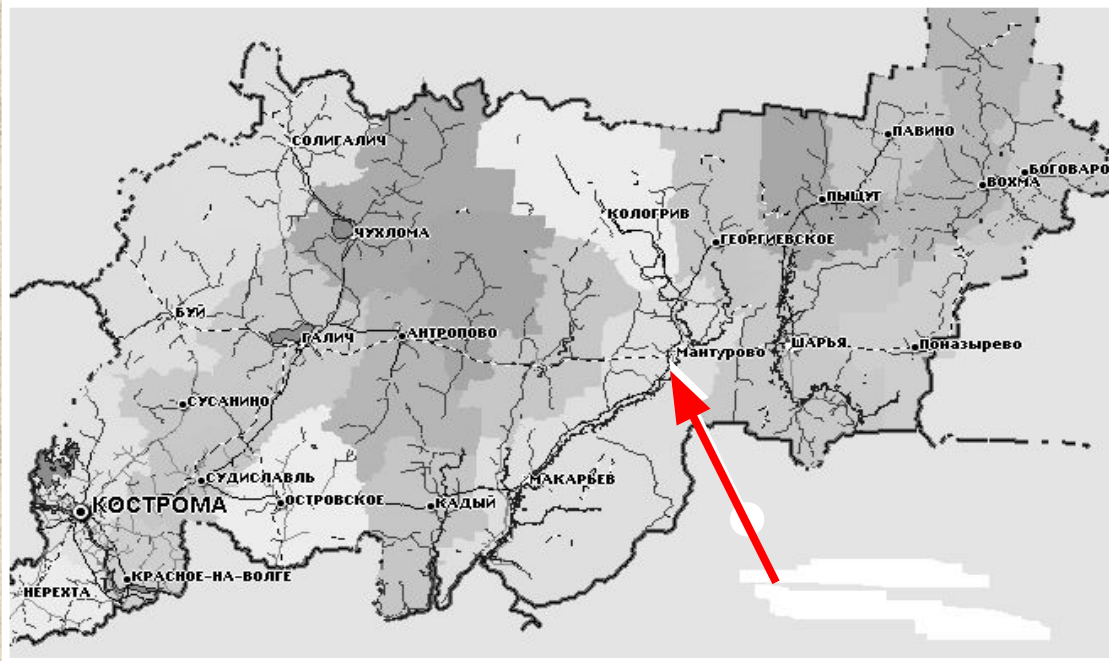 ПАВИНО
СОЛИГАЛИЧ
БОГОВАРО
ВОХМА
ПЫЩУГ
КОЛОГРИВ
ЧУХЛОМА
ГЕОРГИЕВСКОЕ
БУЙ
ГАЛИЧ
АНТРОПОВО
Мантурово
ШАРЬЯ
Поназырево
СУСАНИНО
СУДИСЛАВЛЬ
МАКАРЬЕВ
КОСТРОМА
ОСТРОВСКОЕ
КАДЫЙ
КРАСНОЕ-НА-ВОЛГЕ
НЕРЕХТА